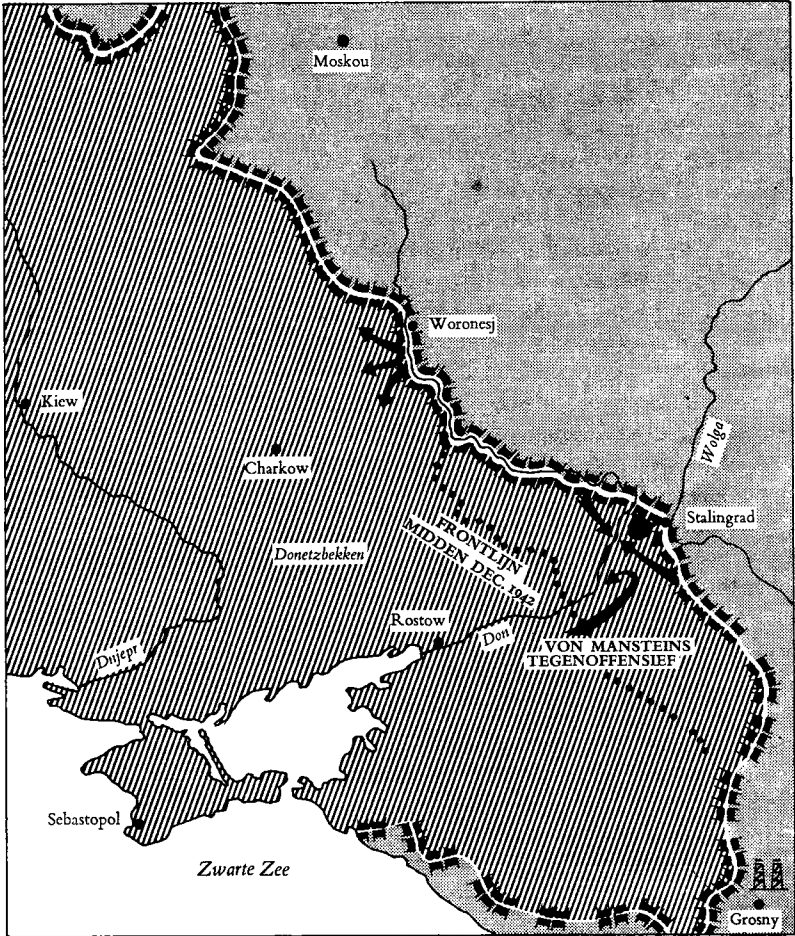 Moskou
Woronesj
Kiew
Charkow
Wolga
Stalingrad
Donetzbekken
FRONTLIJN
MIDDEN DEC. 1942
Rostow
Don
Dnjepr
VON MANSTEINS
TEGENOFFENSIEF
Sebastopol
Zwarte Zee
Grosny